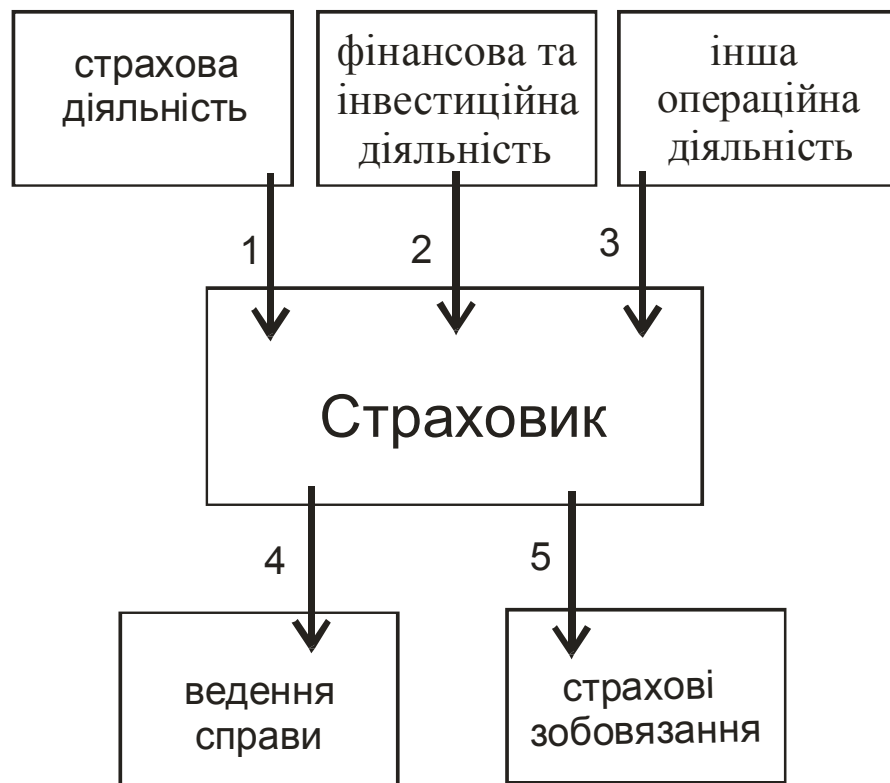 страхова
діяльність
фінансова та
інвестиційна
діяльність
інша
операційна
діяльність
1
2
3
Страховик
4
5
ведення
справи
страхові
зобовязання